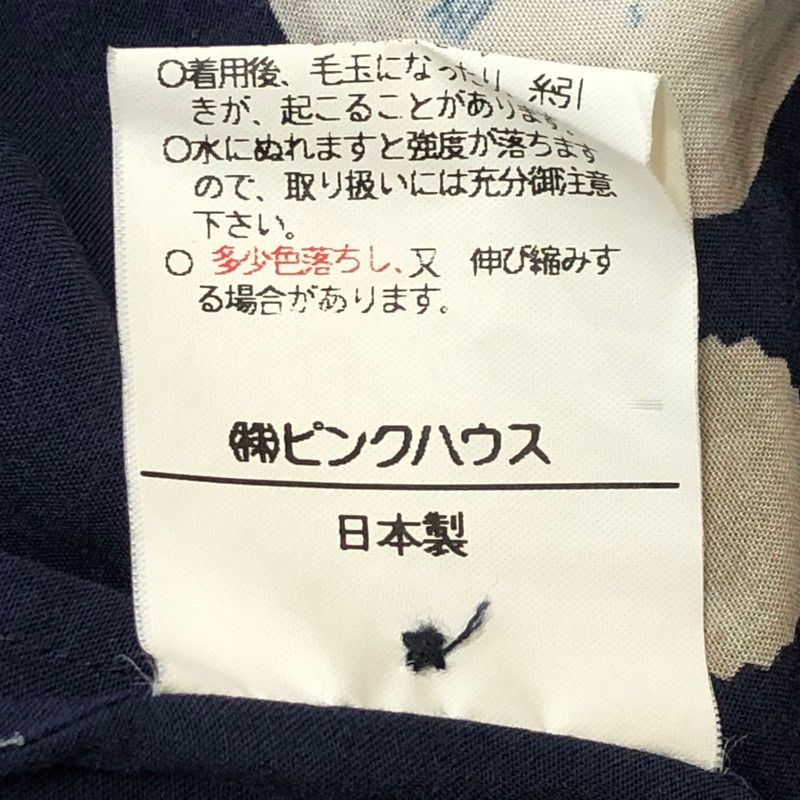 ○着用後、毛玉になったり、糸引
きが、起こることがあります。
○水にぬれますと強度が落ちます
ので、取り扱いには充分御注意
下さい。
○ 多少色落ちし、又 伸び縮みす
る場合があります。
㈱ピンクハウス
日本製